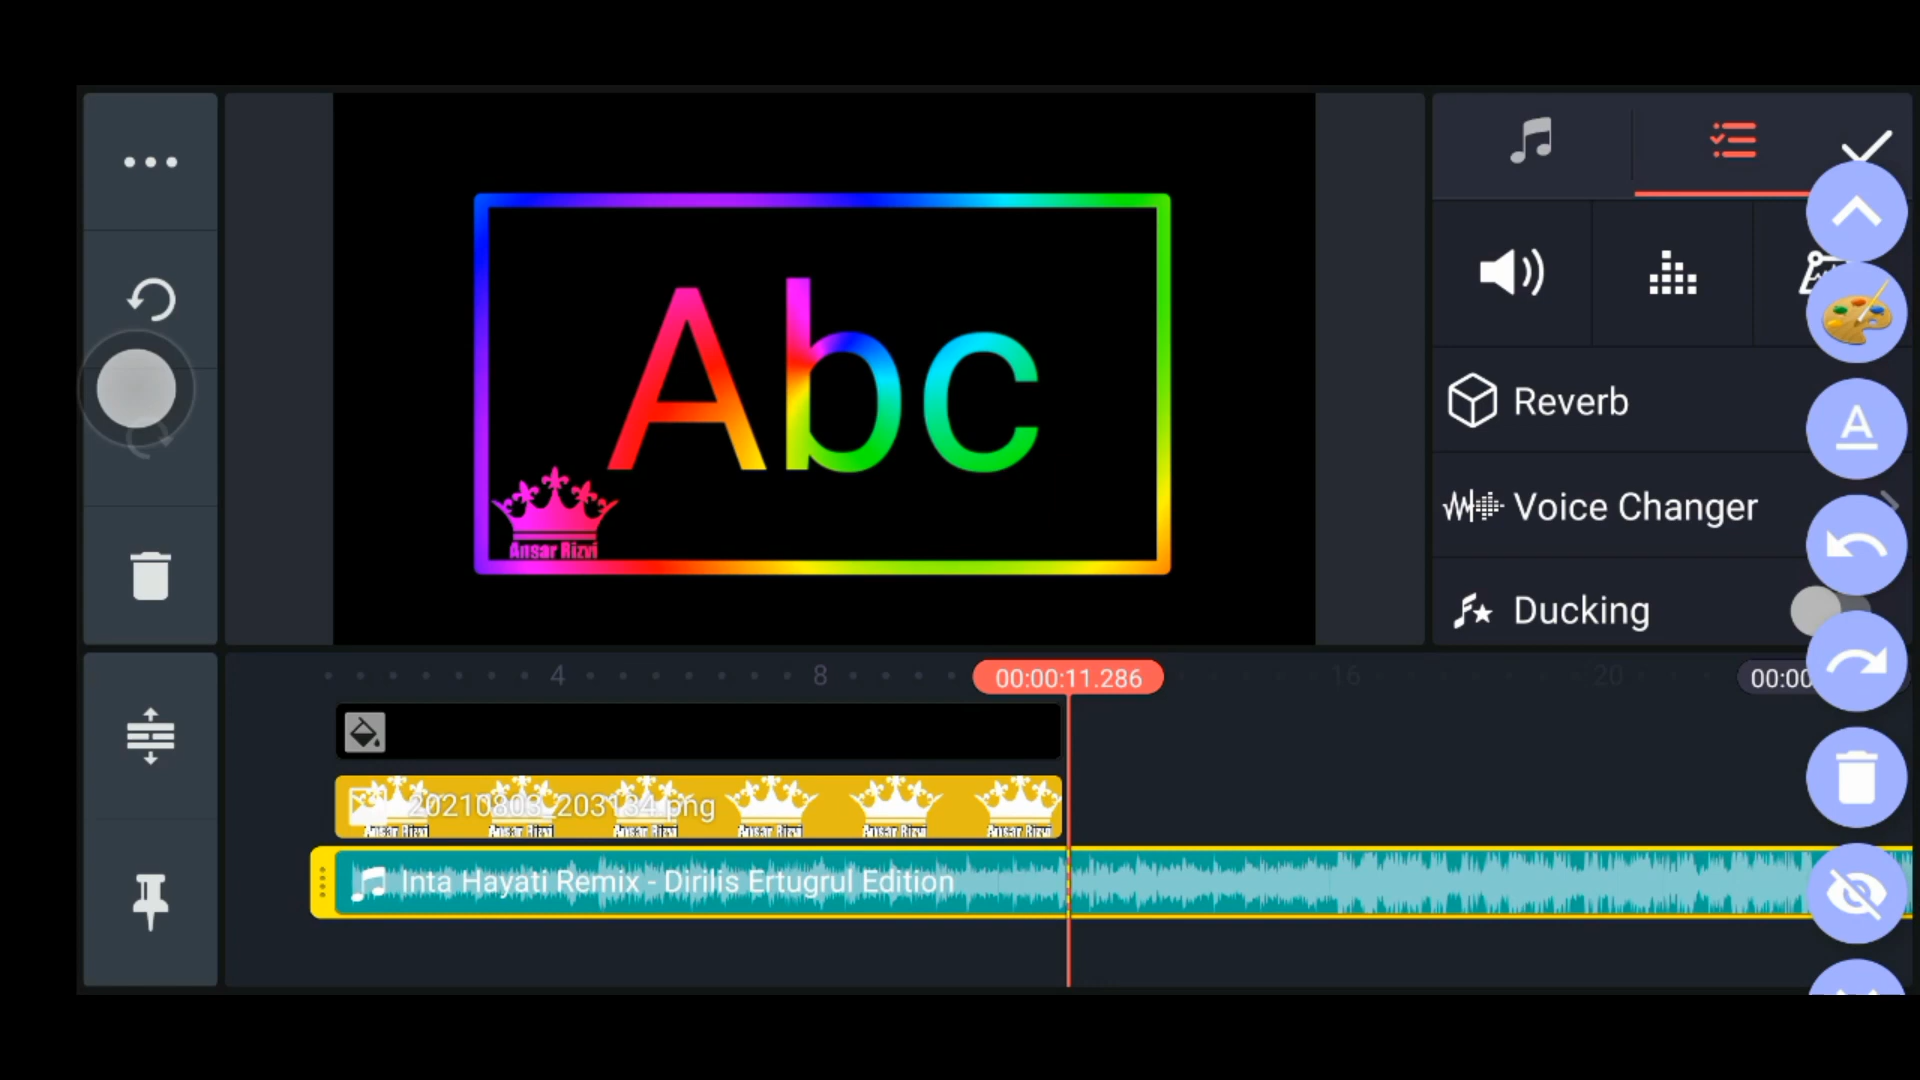 Abc
Ansar Rizvi
Reverb
Voice Changer
Ducking
4
8
00:00:11.286
16
20
00:00
20210803_203134.png
Ansar Rizvi Ansar Rizvi Ansar Rizvi Ansar Rizvi Ansar Rizvi Ansar Rizvi
Inta Hayati Remix - Dirilis Ertugrul Edition
A